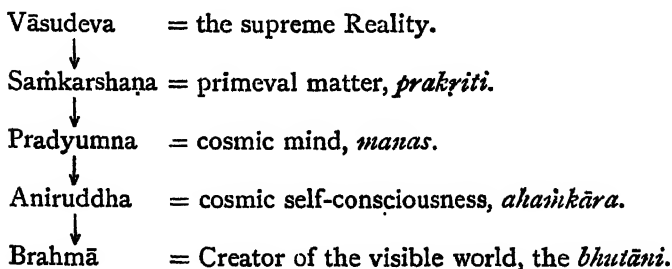 Vāsudeva = the supreme Reality.
Saṁkarshaṇa = primeval matter, prakṛiti.
Pradyumna = cosmic mind, manas.
Aniruddha = cosmic self-consciousness, ahaṁkāra.
Brahmā = Creator of the visible world, the bhutāni.